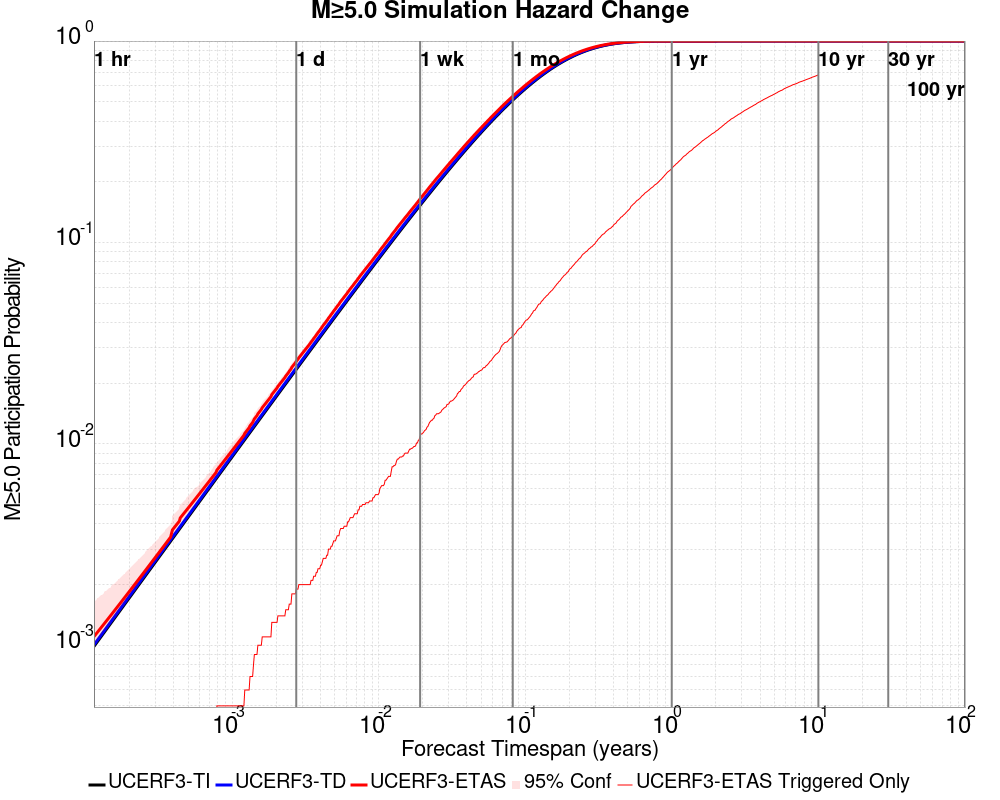 M≥5.0 Simulation Hazard Change
10^0
1 hr
1 d
1 wk
1 mo
1 yr
10 yr
30 yr
100 yr
10^-1
M≥5.0 Participation Probability
10^-2
10^-3
10^-3 10^-2 10^-1 10^0 10^1 10^2
Forecast Timespan (years)
UCERF3-TI UCERF3-TD UCERF3-ETAS 95% Conf UCERF3-ETAS Triggered Only